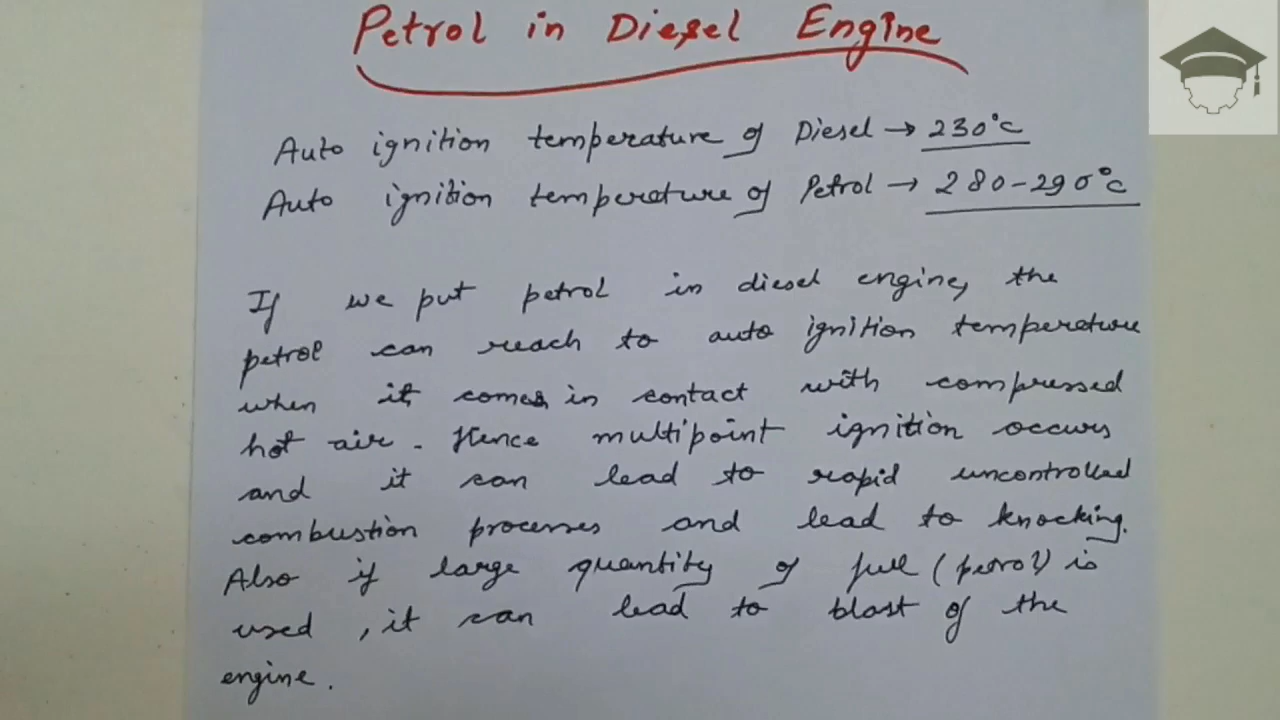 Petrol in Diesel Engine
Auto ignition temperature of Diesel → 230°C
Auto ignition temperature of Petrol → 280-290°C
If we put petrol in diesel engine, the
petrol can reach to auto ignition temperature
when it comes in contact with compressed
hot air. Hence multipoint ignition occurs
and it can lead to rapid uncontrolled
combustion processes and lead to knocking.
Also if large quantity of fuel (petrol) is
used, it can lead to blast of the
engine.